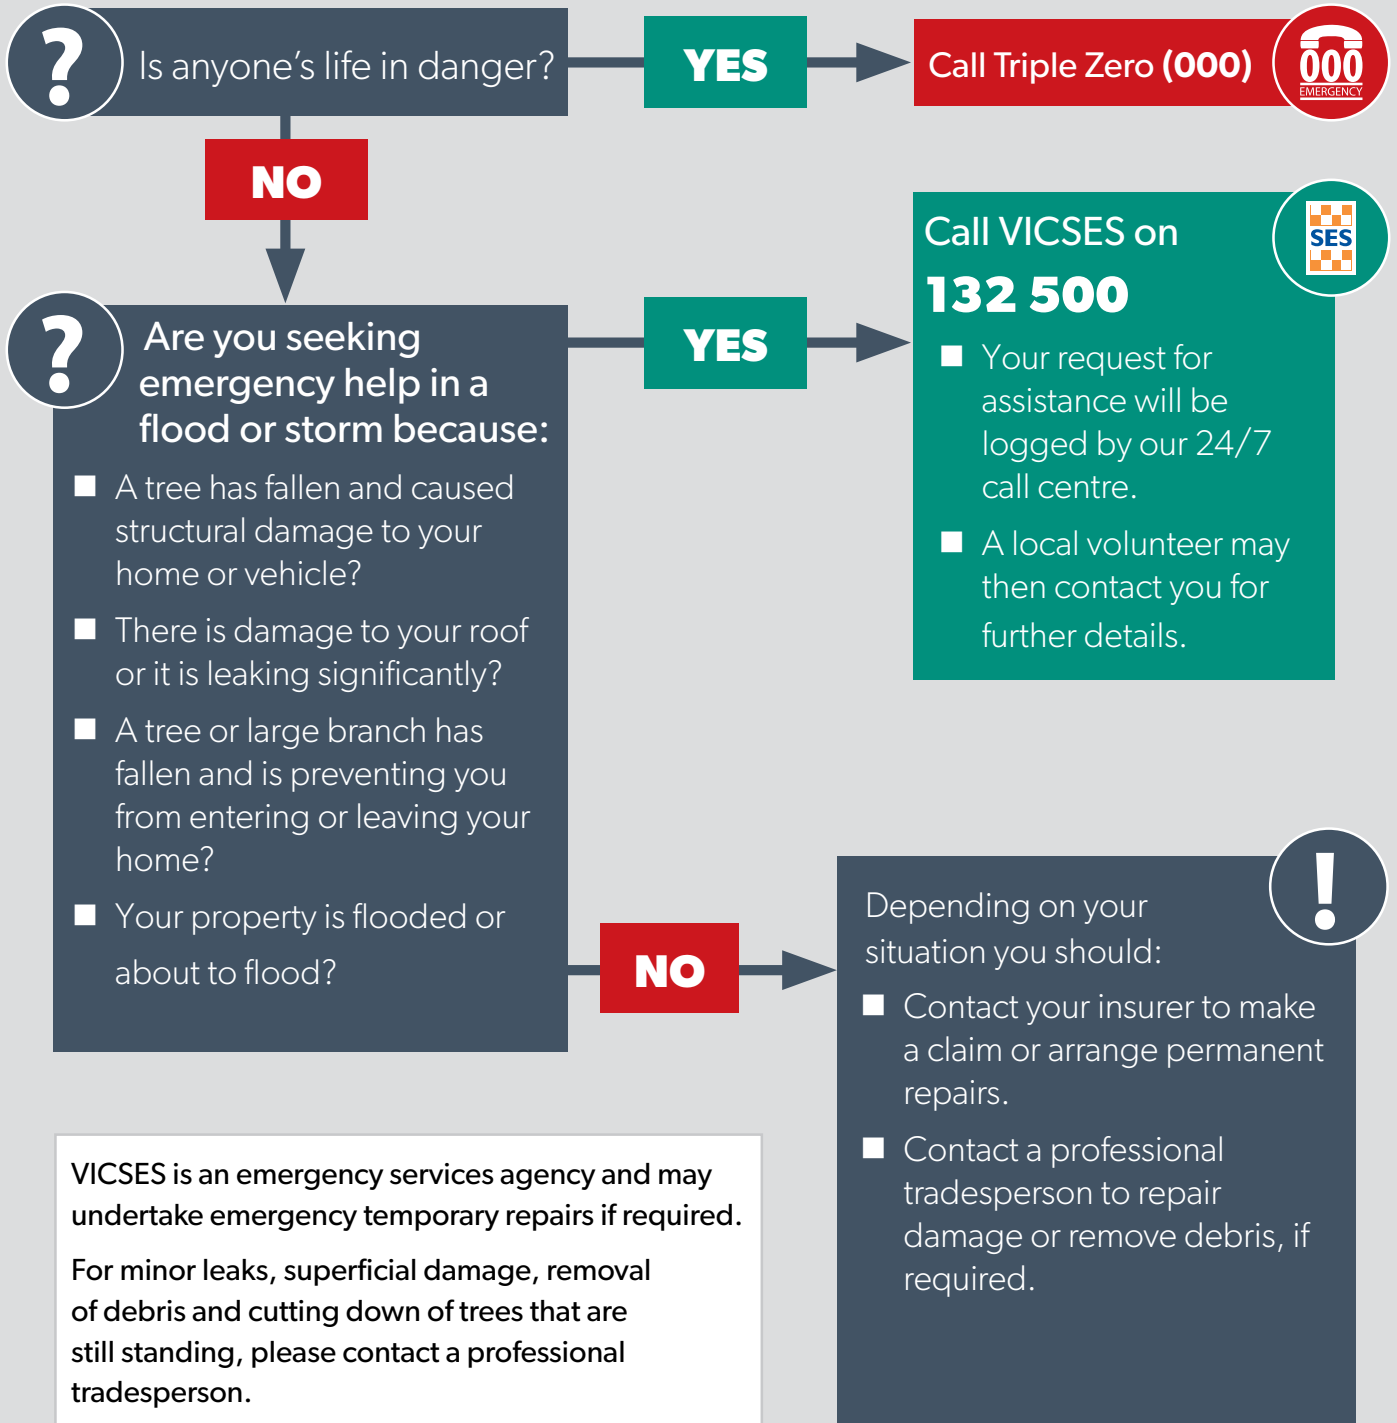 ?
Is anyone's life in danger?
YES
Call Triple Zero (000)
000
EMERGENCY
NO
?
Are you seeking
emergency help in a
flood or storm because:
■ A tree has fallen and caused
structural damage to your
home or vehicle?
■ There is damage to your roof
or it is leaking significantly?
■ A tree or large branch has
fallen and is preventing you
from entering or leaving your
home?
■ Your property is flooded or
about to flood?
YES
Call VICSES on
132 500
SES
■ Your request for
assistance will be
logged by our 24/7
call centre.
■ A local volunteer may
then contact you for
further details.
NO
!
Depending on your
situation you should:
■ Contact your insurer to make
a claim or arrange permanent
repairs.
■ Contact a professional
tradesperson to repair
damage or remove debris, if
required.
VICSES is an emergency services agency and may
undertake emergency temporary repairs if required.
For minor leaks, superficial damage, removal
of debris and cutting down of trees that are
still standing, please contact a professional
tradesperson.